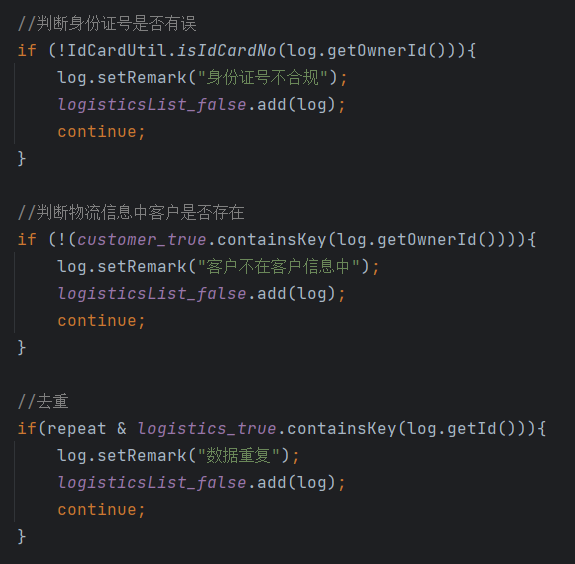 //判断身份证号是否有误
if (!IdCardUtil.isIdCardNo(log.getOwnerId())){
log.setRemark("身份证号不合规");
logisticsList_false.add(log);
continue;
}
//判断物流信息中客户是否存在
if (!(customer_true.containsKey(log.getOwnerId()))){
log.setRemark("客户不在客户信息中");
logisticsList_false.add(log);
continue;
}
//去重
if(repeat & logistics_true.containsKey(log.getId())){
log.setRemark("数据重复");
logisticsList_false.add(log);
continue;
}